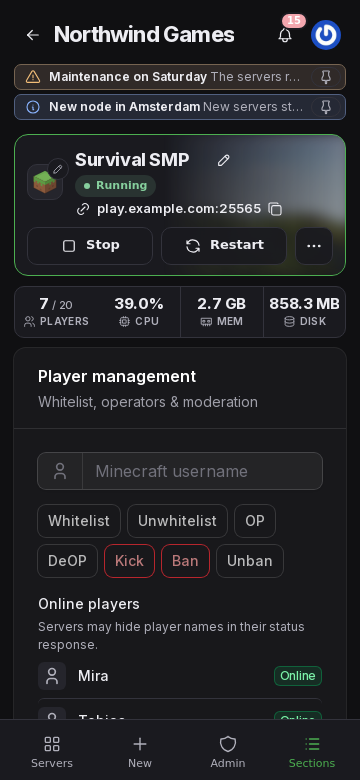 Northwind Games
15
Maintenance on Saturday The servers r...
New node in Amsterdam New servers st...
Survival SMP
Running
play.example.com:25565
Stop
Restart
7 / 20
PLAYERS
39.0%
CPU
2.7 GB
MEM
858.3 MB
DISK
Player management
Whitelist, operators & moderation
Minecraft username
Whitelist
Unwhitelist
OP
DeOP
Kick
Ban
Unban
Online players
Servers may hide player names in their status
response.
Mira
Online
Tobias
Online
Servers
New
Admin
Sections